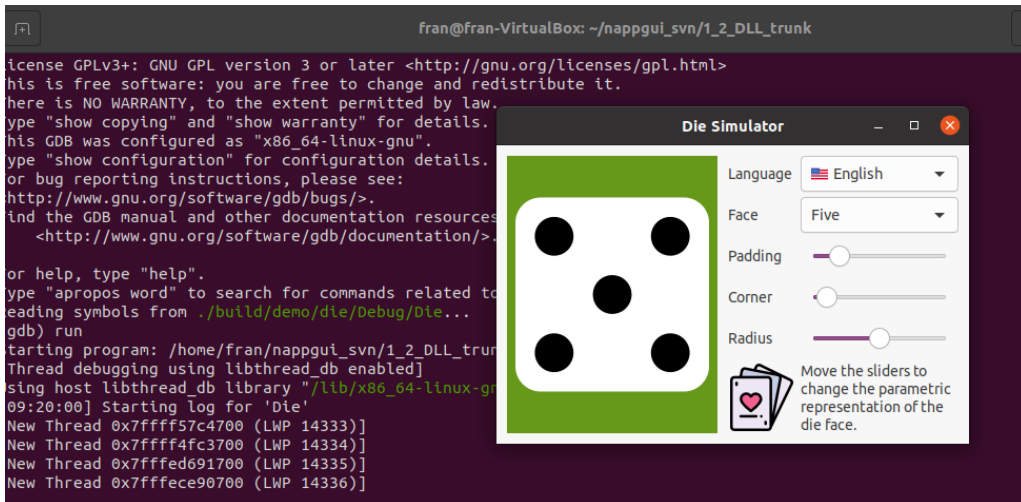 fran@fran-VirtualBox: ~/nappgui_svn/1_2_DLL_trunk
icense GPLv3+: GNU GPL version 3 or later <http://gnu.org/licenses/gpl.html>
his is free software: you are free to change and redistribute it.
here is NO WARRANTY, to the extent permitted by law.
ype "show copying" and "show warranty" for details.
his GDB was configured as "x86_64-linux-gnu".
ype "show configuration" for configuration details.
or bug reporting instructions, please see:
<http://www.gnu.org/software/gdb/bugs/>.
ind the GDB manual and other documentation resources
<http://www.gnu.org/software/gdb/documentation/>.
or help, type "help".
ype "apropos word" to search for commands related to
eading symbols from ./build/demo/die/Debug/Die...
gdb) run
tarting program: /home/fran/nappgui_svn/1_2_DLL_trun
Thread debugging using libthread_db enabled]
sing host libthread_db library "/lib/x86_64-linux-gn
09:20:00] Starting log for 'Die'
New Thread 0x7ffff57c4700 (LWP 14333)]
New Thread 0x7ffff4fc3700 (LWP 14334)]
New Thread 0x7fffed691700 (LWP 14335)]
New Thread 0x7fffece90700 (LWP 14336)]
Die Simulator
Language English
Face Five
Padding
Corner
Radius
Move the sliders to
change the parametric
representation of the
die face.